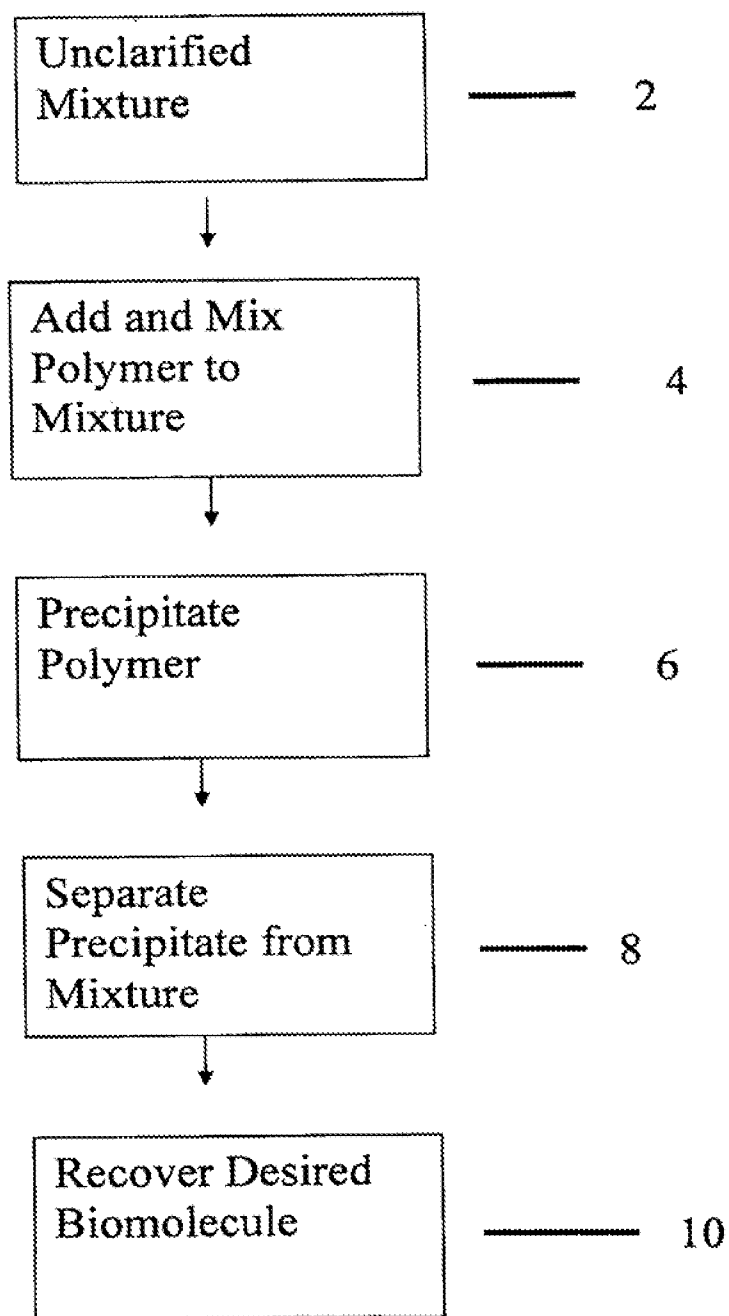 Unclarified
Mixture
2
Add and Mix
Polymer to
Mixture
4
Precipitate
Polymer
6
Separate
Precipitate from
Mixture
8
Recover Desired
Biomolecule
10